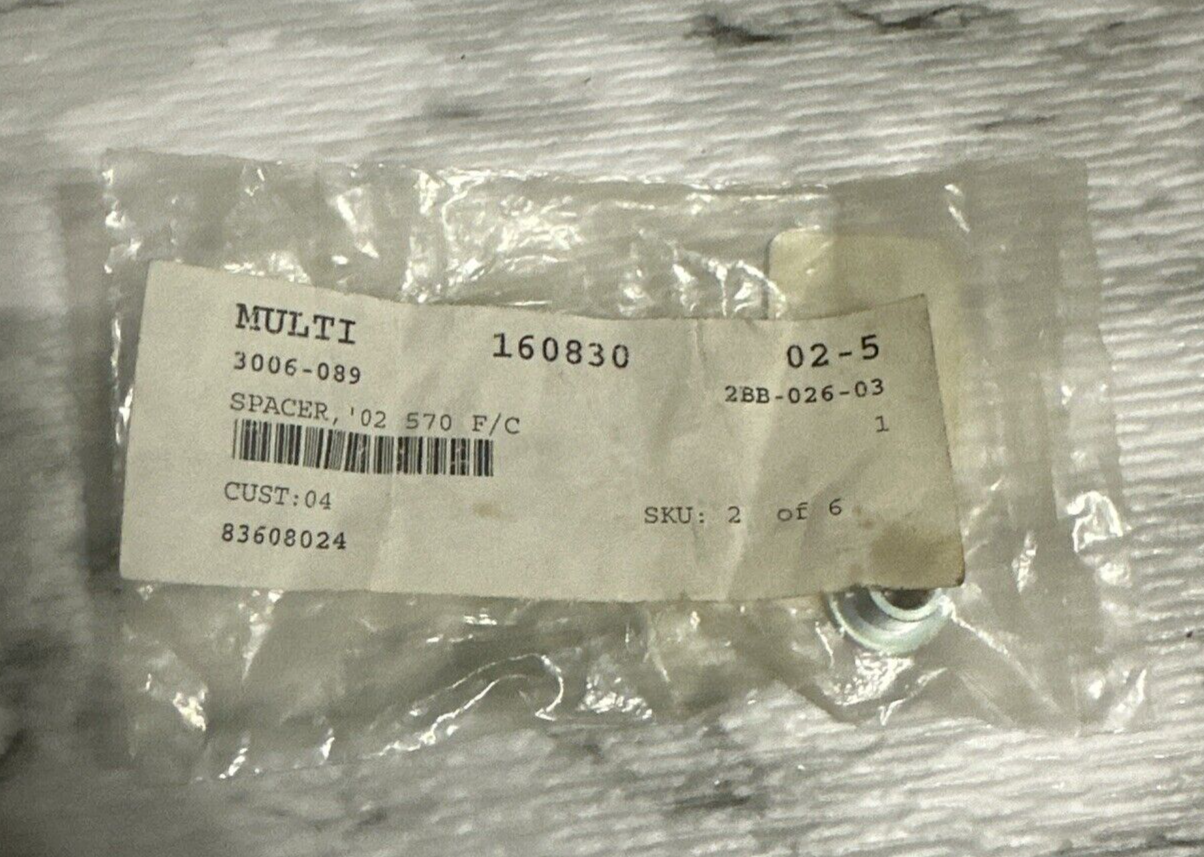 MULTI 160830 02-5
3006-089 2BB-026-03
SPACER, '02 570 F/C 1
CUST:04 SKU: 2 of 6
83608024